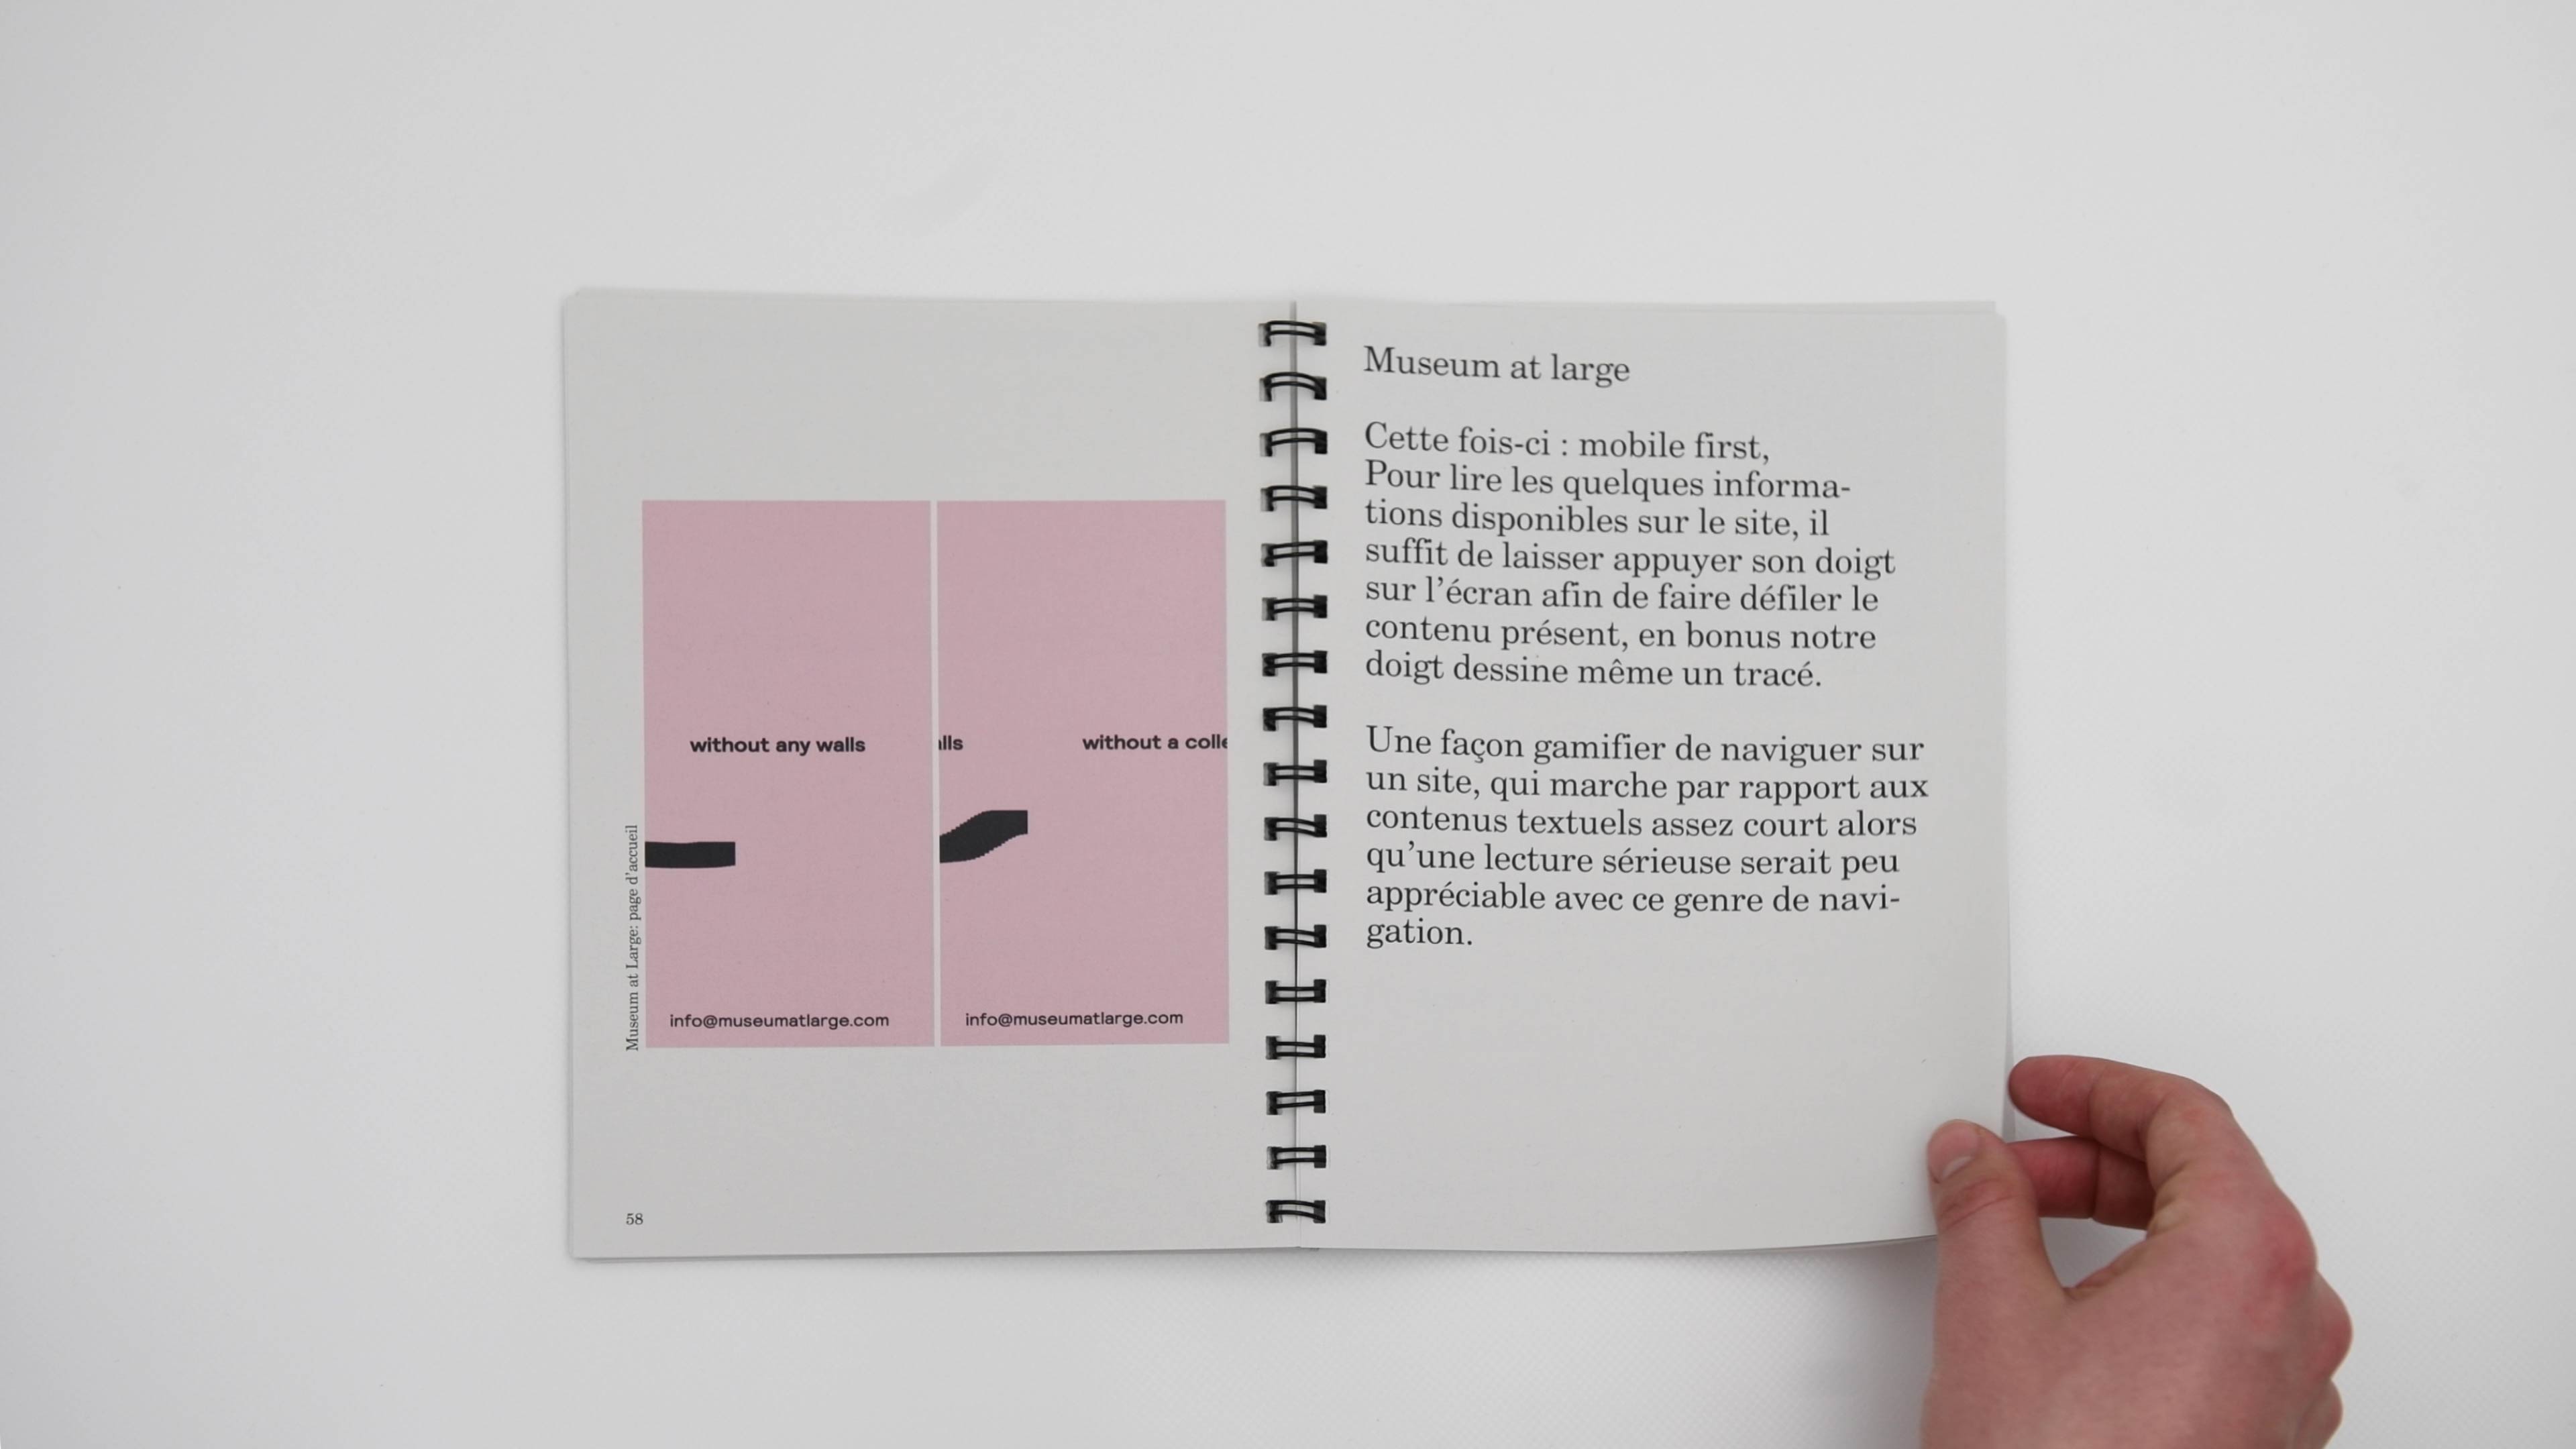 without any walls
info@museumatlarge.com
lls
without a colle
info@museumatlarge.com
Museum at Large: page d'accueil
58
Museum at large
Cette fois-ci : mobile first,
Pour lire les quelques informa-
tions disponibles sur le site, il
suffit de laisser appuyer son doigt
sur l'écran afin de faire défiler le
contenu présent, en bonus notre
doigt dessine même un tracé.
Une façon gamifier de naviguer sur
un site, qui marche par rapport aux
contenus textuels assez court alors
qu'une lecture sérieuse serait peu
appréciable avec ce genre de navi-
gation.